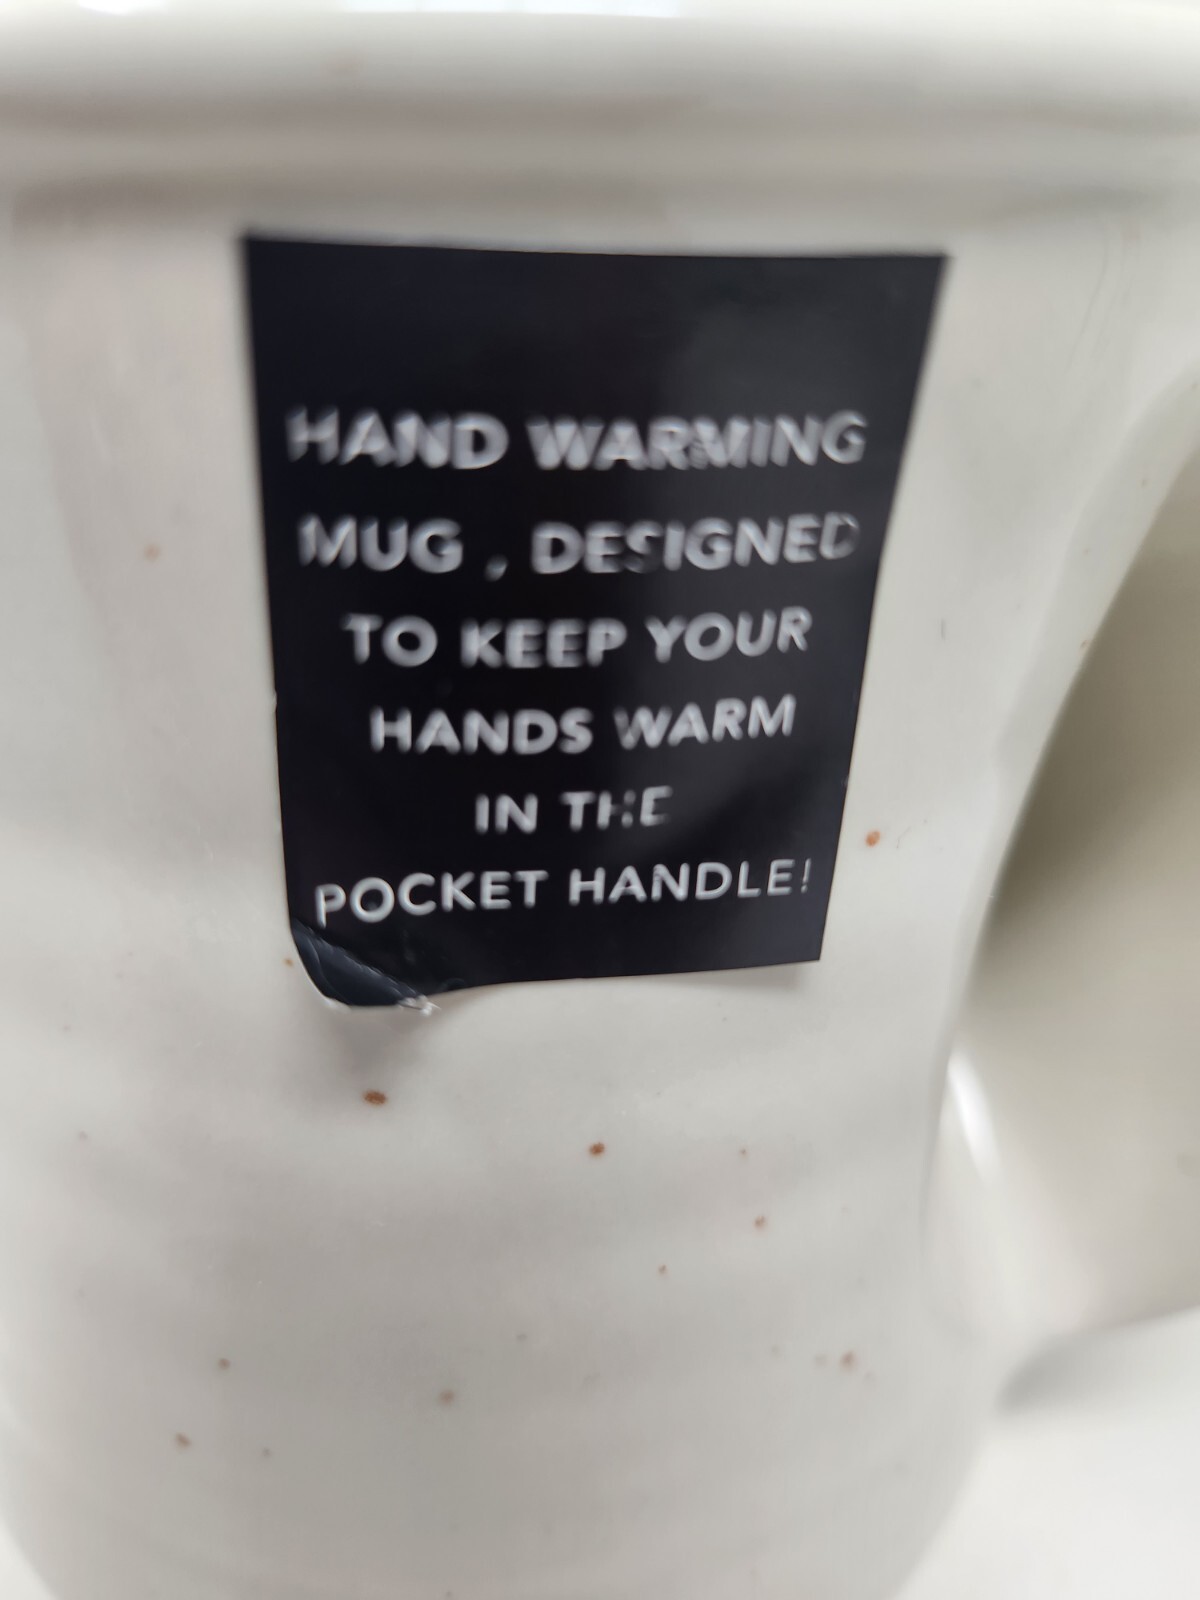 HAND WARMING
MUG , DESIGNED
TO KEEP YOUR
HANDS WARM
IN THE
POCKET HANDLE!